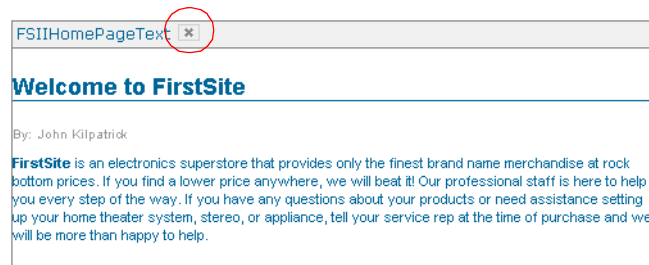 FSIIHomePageText
Welcome to FirstSite
By: John Kilpatrick
FirstSite is an electronics superstore that provides only the finest brand name merchandise at rock
bottom prices. If you find a lower price anywhere, we will beat it! Our professional staff is here to help
you every step of the way. If you have any questions about your products or need assistance setting
up your home theater system, stereo, or appliance, tell your service rep at the time of purchase and we
will be more than happy to help.